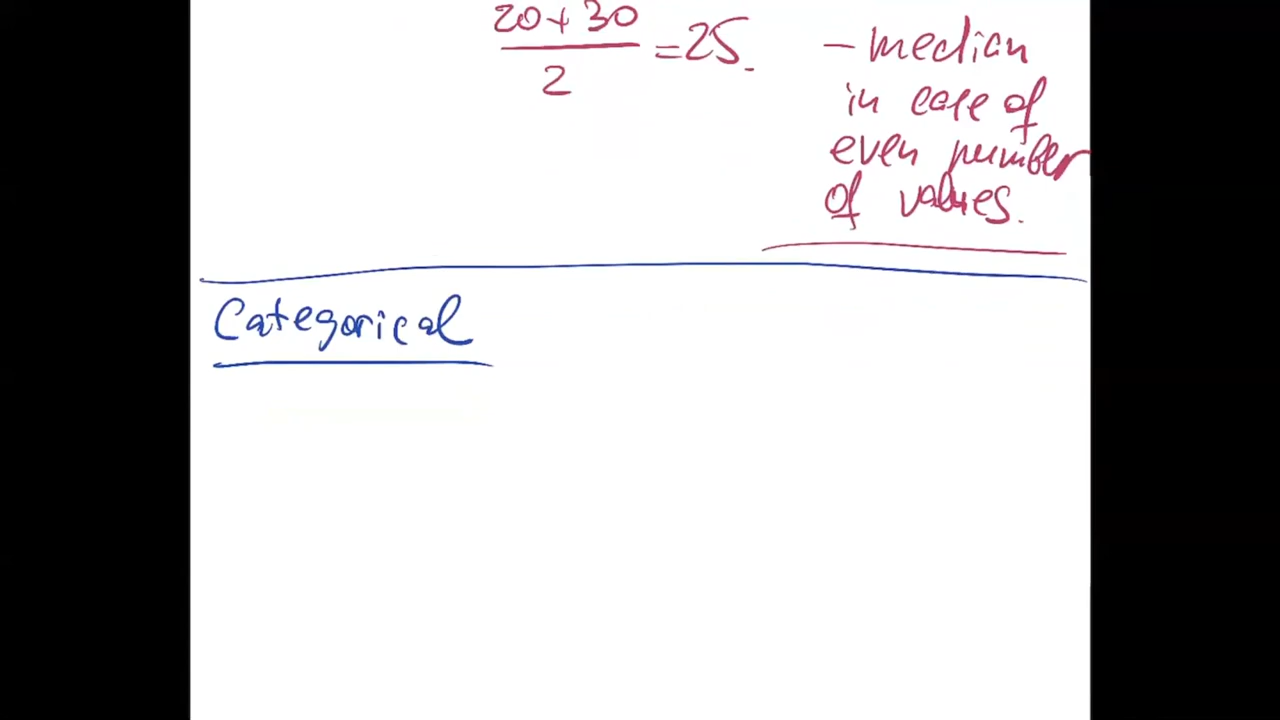 20+30
2
=25.
– median
in case of
even number
of values.
Categorical